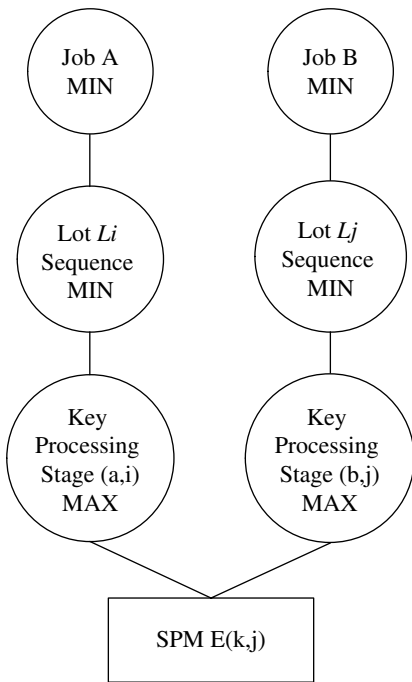 Job A
MIN
Job B
MIN
Lot Li
Sequence
MIN
Lot Lj
Sequence
MIN
Key
Processing
Stage (a,i)
MAX
Key
Processing
Stage (b,j)
MAX
SPM E(k,j)